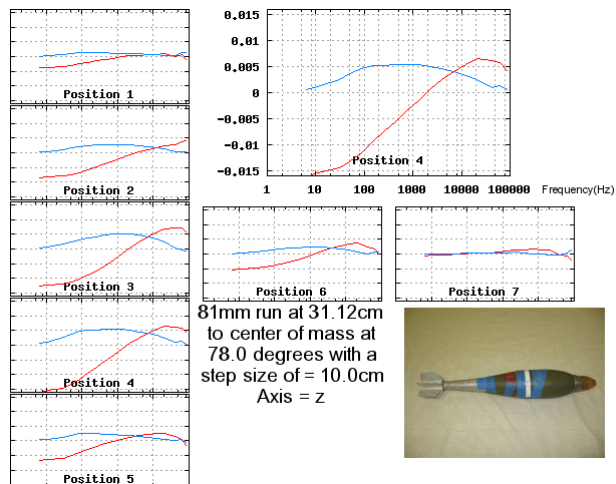 Position 1
Position 2
Position 3
Position 4
Position 5
0.015
0.01
0.005
0
-0.005
-0.01
-0.015
Position 4
1 10 100 1000 10000 100000 Frequency(Hz)
Position 6
Position 7
81mm run at 31.12cm
to center of mass at
78.0 degrees with a
step size of = 10.0cm
Axis = z